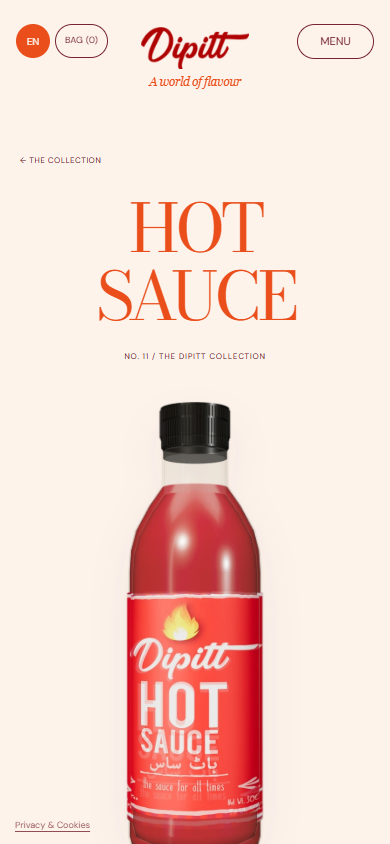 EN
BAG (0)
Dipitt
A world of flavour
MENU
← THE COLLECTION
HOT
SAUCE
NO. 11 / THE DIPITT COLLECTION
Dipitt
HOT
SAUCE
ہاٹ ساس
the sauce for all times
Privacy & Cookies